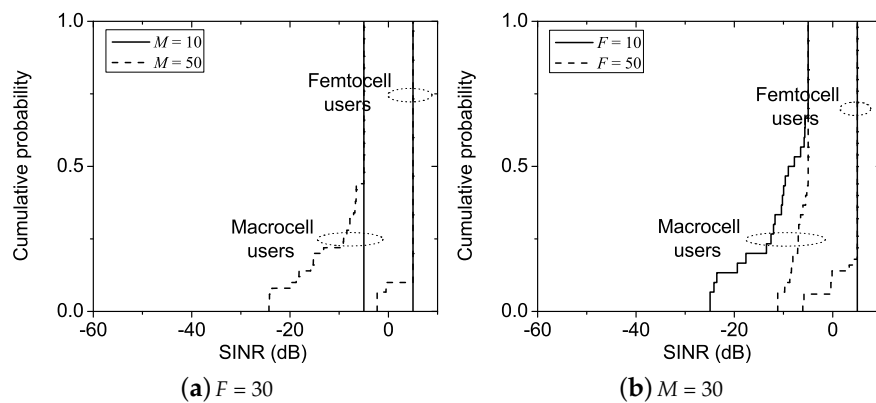 1.0
M = 10
M = 50
Femtocell
users
0.5
Macrocell
users
0.0
Cumulative probability
-60
-40
-20
0
SINR (dB)
(a) F = 30
1.0
F = 10
F = 50
Femtocell
users
0.5
Macrocell
users
0.0
Cumulative probability
-60
-40
-20
0
SINR (dB)
(b) M = 30